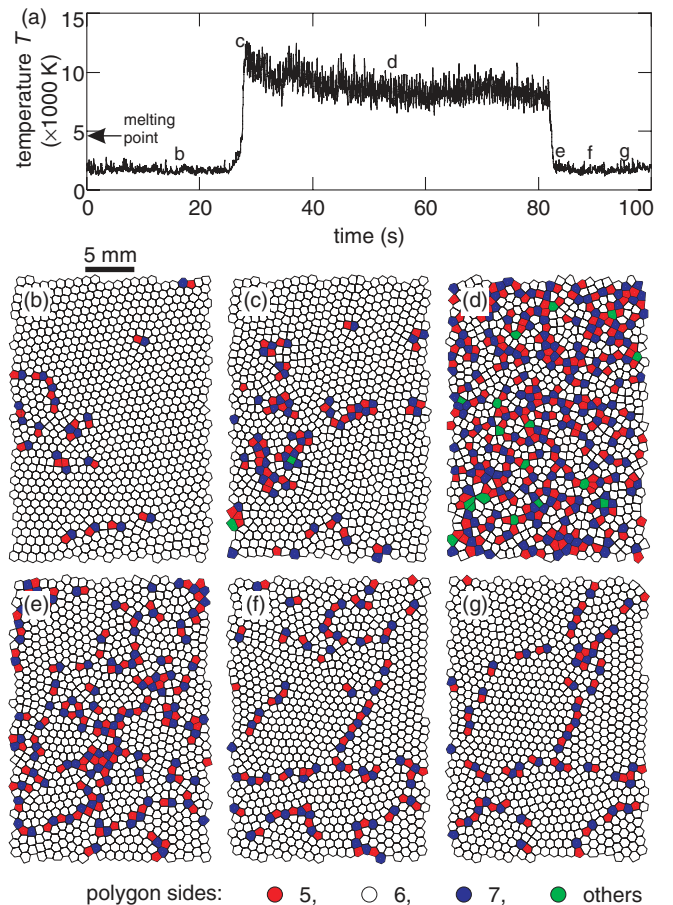 (a)
15
10
5
0
temperature T
(×1000 K)
c
d
melting
point
b
e f g
0 20 40 60 80 100
time (s)
5 mm
(b) (c) (d)
(e) (f) (g)
polygon sides: 5, 6, 7, others